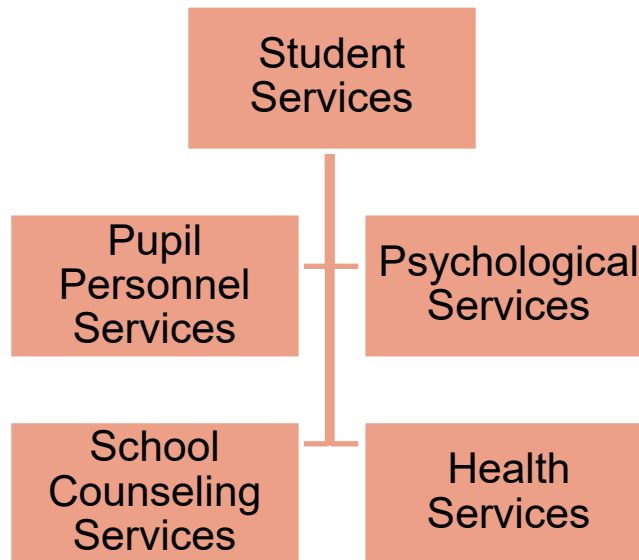 Student
Services
Pupil
Personnel
Services
Psychological
Services
School
Counseling
Services
Health
Services